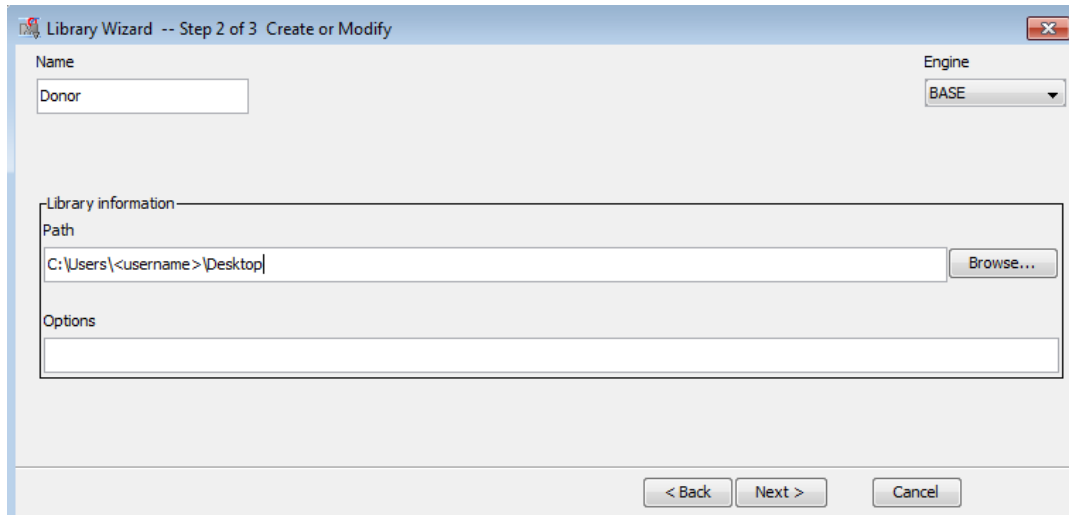 Library Wizard -- Step 2 of 3 Create or Modify
Name
Engine
Donor
BASE
Library information
Path
C:\Users\<username>\Desktop
Browse...
Options
< Back
Next >
Cancel